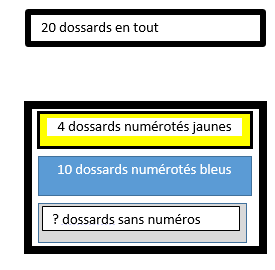 20 dossards en tout
4 dossards numérotés jaunes
10 dossards numérotés bleus
? dossards sans numéros